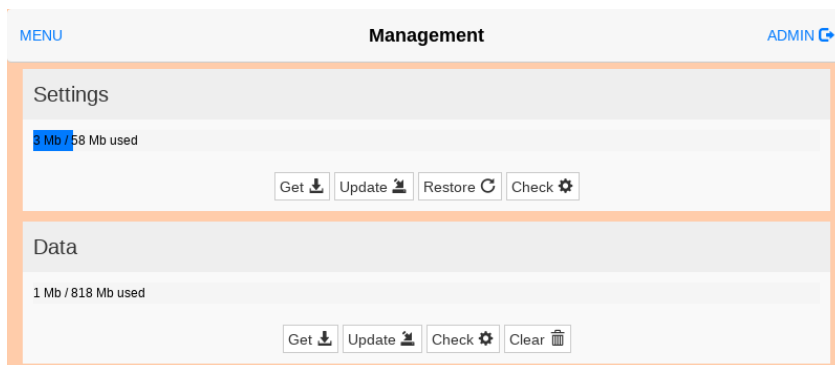 MENU Management ADMIN
Settings
3 Mb / 58 Mb used
Get Update Restore Check
Data
1 Mb / 818 Mb used
Get Update Check Clear